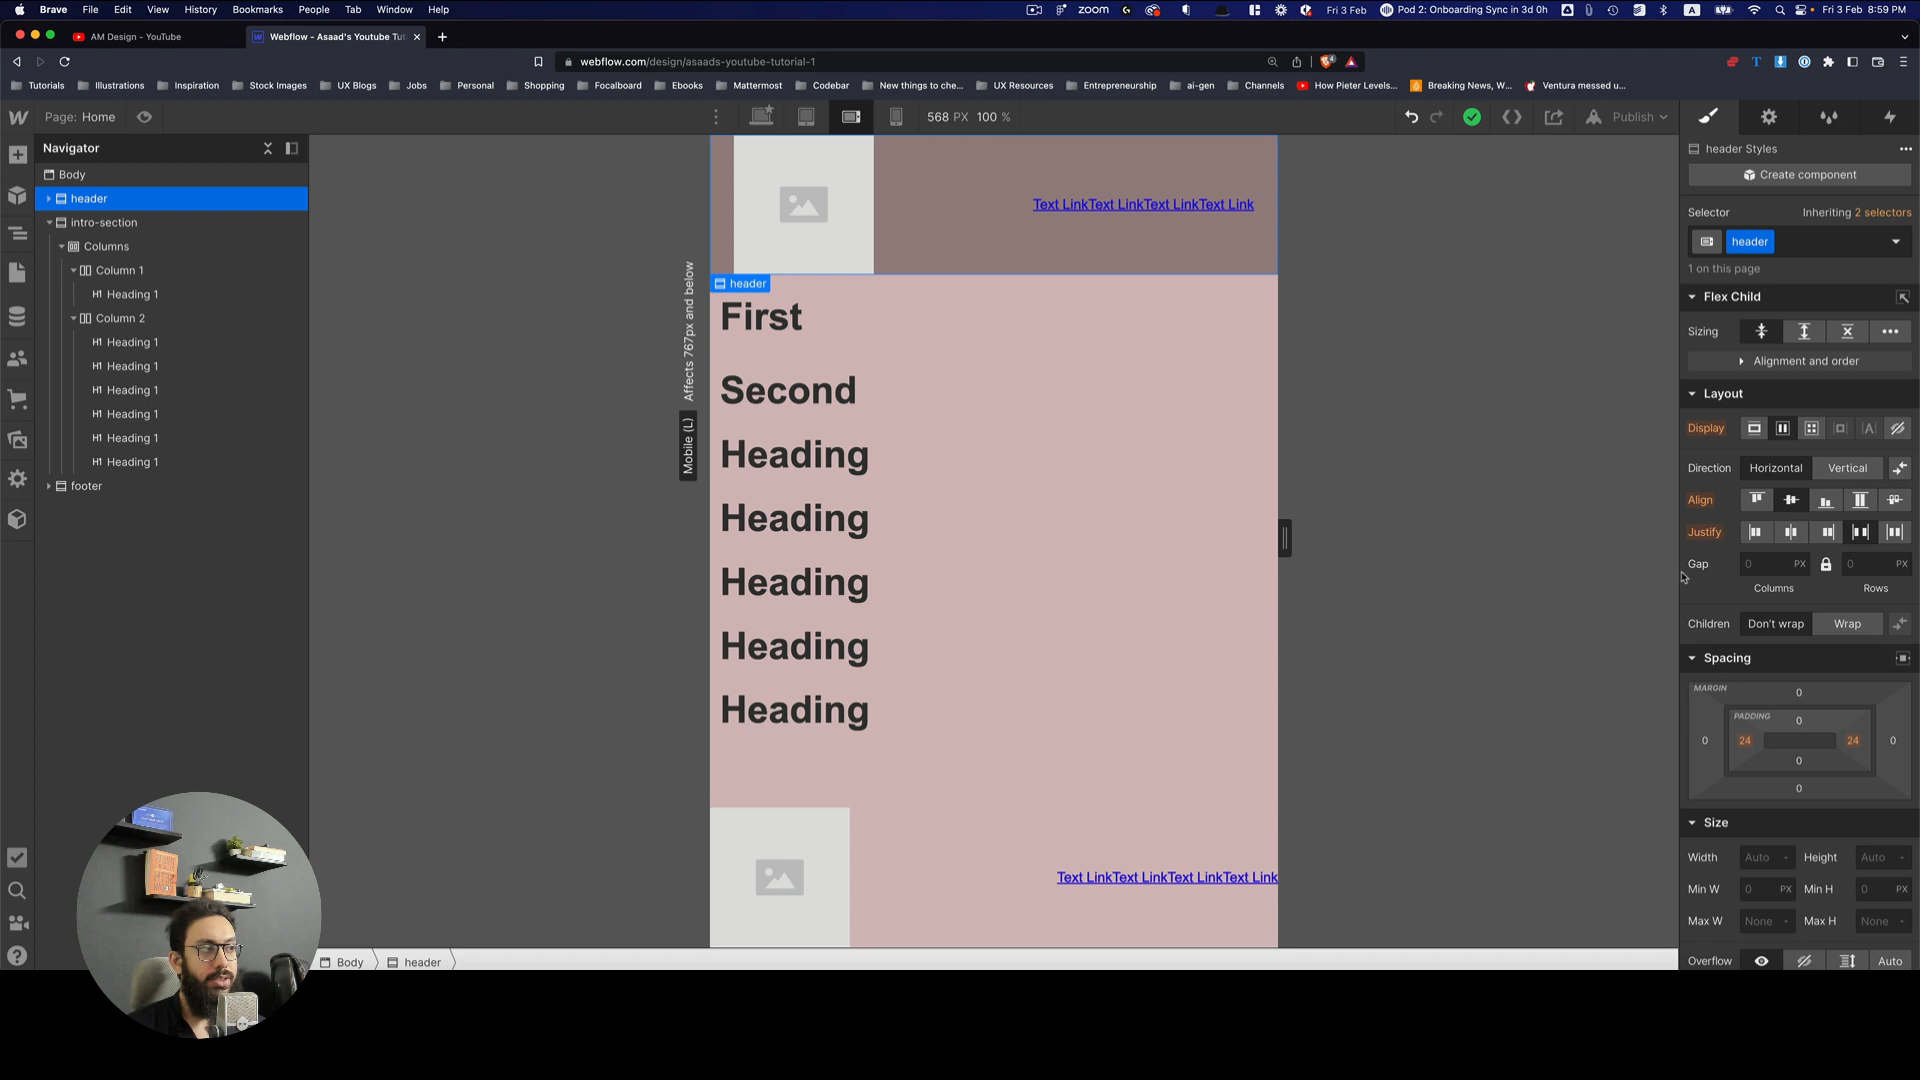 Brave File Edit View History Bookmarks People Tab Window Help
zoom Fri 3 Feb Pod 2: Onboarding Sync in 3d 0h A Fri 3 Feb 8:59 PM
AM Design - YouTube
Webflow - Asaad's Youtube Tut
webflow.com/design/asaads-youtube-tutorial-1
Tutorials Illustrations Inspiration Stock Images UX Blogs Jobs Personal Shopping Focalboard Ebooks Mattermost Codebar New things to che... UX Resources Entrepreneurship ai-gen Channels How Pieter Levels... Breaking News, W... Ventura messed u...
Page: Home
568 PX 100 %
Publish
Navigator
Body
header
intro-section
Columns
Column 1
H1 Heading 1
Column 2
H1 Heading 1
H1 Heading 1
H1 Heading 1
H1 Heading 1
H1 Heading 1
H1 Heading 1
footer
Affects 767px and below
Mobile (L)
Text LinkText LinkText LinkText Link
header
First
Second
Heading
Heading
Heading
Heading
Heading
Text LinkText LinkText LinkText Link
Body header
header Styles
Create component
Selector Inheriting 2 selectors
header
1 on this page
Flex Child
Sizing
Alignment and order
Layout
Display
Direction Horizontal Vertical
Align
Justify
Gap 0 PX 0 PX
Columns Rows
Children Don't wrap Wrap
Spacing
MARGIN 0
PADDING 0
0 24 24 0
0
0
Size
Width Auto - Height Auto -
Min W 0 PX Min H 0 PX
Max W None - Max H None -
Overflow Auto